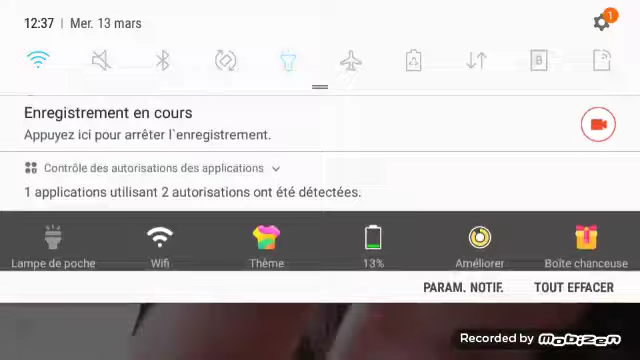 12:37 | Mer. 13 mars
1
B
Enregistrement en cours
Appuyez ici pour arrêter l`enregistrement.
Contrôle des autorisations des applications
1 applications utilisant 2 autorisations ont été détectées.
Lampe de poche Wifi Thème 13% Améliorer Boîte chanceuse
PARAM. NOTIF. TOUT EFFACER
Recorded by mobizen